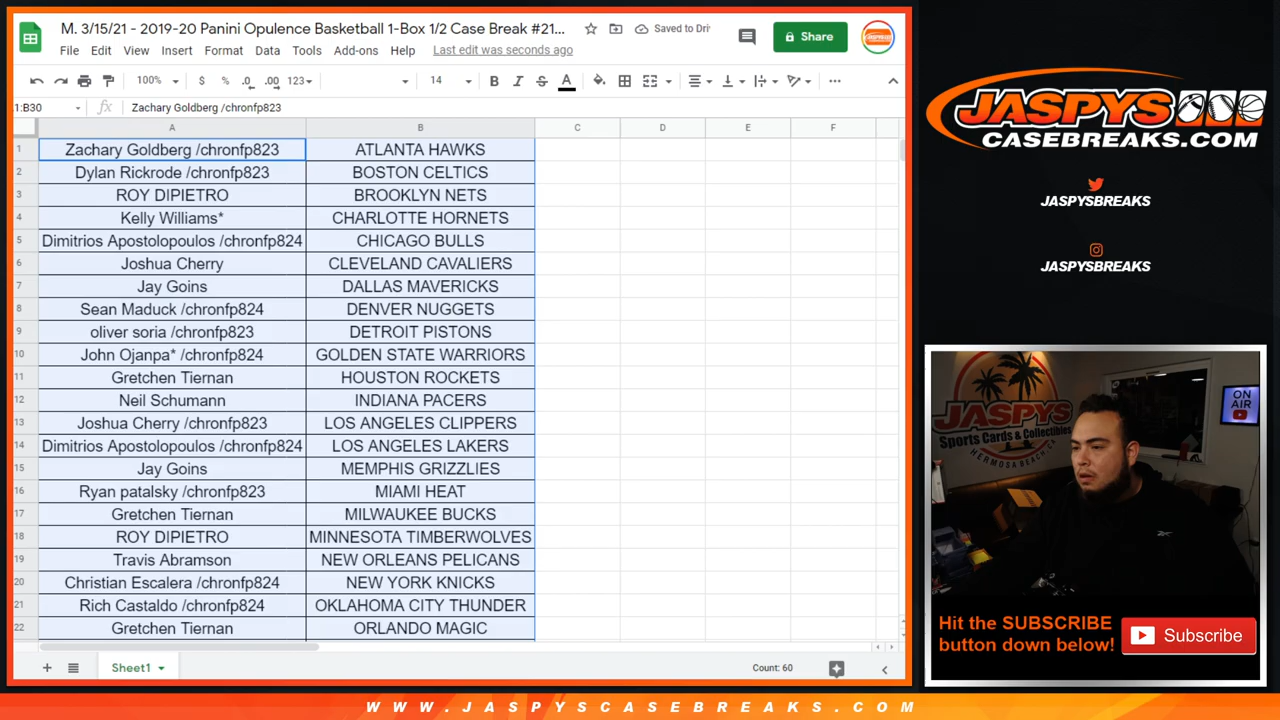 M. 3/15/21 - 2019-20 Panini Opulence Basketball 1-Box 1/2 Case Break #21...
Saved to Driv
Share
File Edit View Insert Format Data Tools Add-ons Help Last edit was seconds ago
100% $ % .0 .00 123 14 B I S A
1:B30 fx Zachary Goldberg /chronfp823
A B C D E F
1 Zachary Goldberg /chronfp823 ATLANTA HAWKS
2 Dylan Rickrode /chronfp823 BOSTON CELTICS
3 ROY DIPIETRO BROOKLYN NETS
4 Kelly Williams* CHARLOTTE HORNETS
5 Dimitrios Apostolopoulos /chronfp824 CHICAGO BULLS
6 Joshua Cherry CLEVELAND CAVALIERS
7 Jay Goins DALLAS MAVERICKS
8 Sean Maduck /chronfp824 DENVER NUGGETS
9 oliver soria /chronfp823 DETROIT PISTONS
10 John Ojanpa* /chronfp824 GOLDEN STATE WARRIORS
11 Gretchen Tiernan HOUSTON ROCKETS
12 Neil Schumann INDIANA PACERS
13 Joshua Cherry /chronfp823 LOS ANGELES CLIPPERS
14 Dimitrios Apostolopoulos /chronfp824 LOS ANGELES LAKERS
15 Jay Goins MEMPHIS GRIZZLIES
16 Ryan patalsky /chronfp823 MIAMI HEAT
17 Gretchen Tiernan MILWAUKEE BUCKS
18 ROY DIPIETRO MINNESOTA TIMBERWOLVES
19 Travis Abramson NEW ORLEANS PELICANS
20 Christian Escalera /chronfp824 NEW YORK KNICKS
21 Rich Castaldo /chronfp824 OKLAHOMA CITY THUNDER
22 Gretchen Tiernan ORLANDO MAGIC
Sheet1
Count: 60
JASPYS
CASEBREAKS.COM
JASPYSBREAKS
JASPYSBREAKS
JASPYS
Sports Cards & Collectibles
HERMOSA BEACH, CA
ON
AIR
Hit the SUBSCRIBE
button down below!
Subscribe
WWW.JASPYSCASEBREAKS.COM